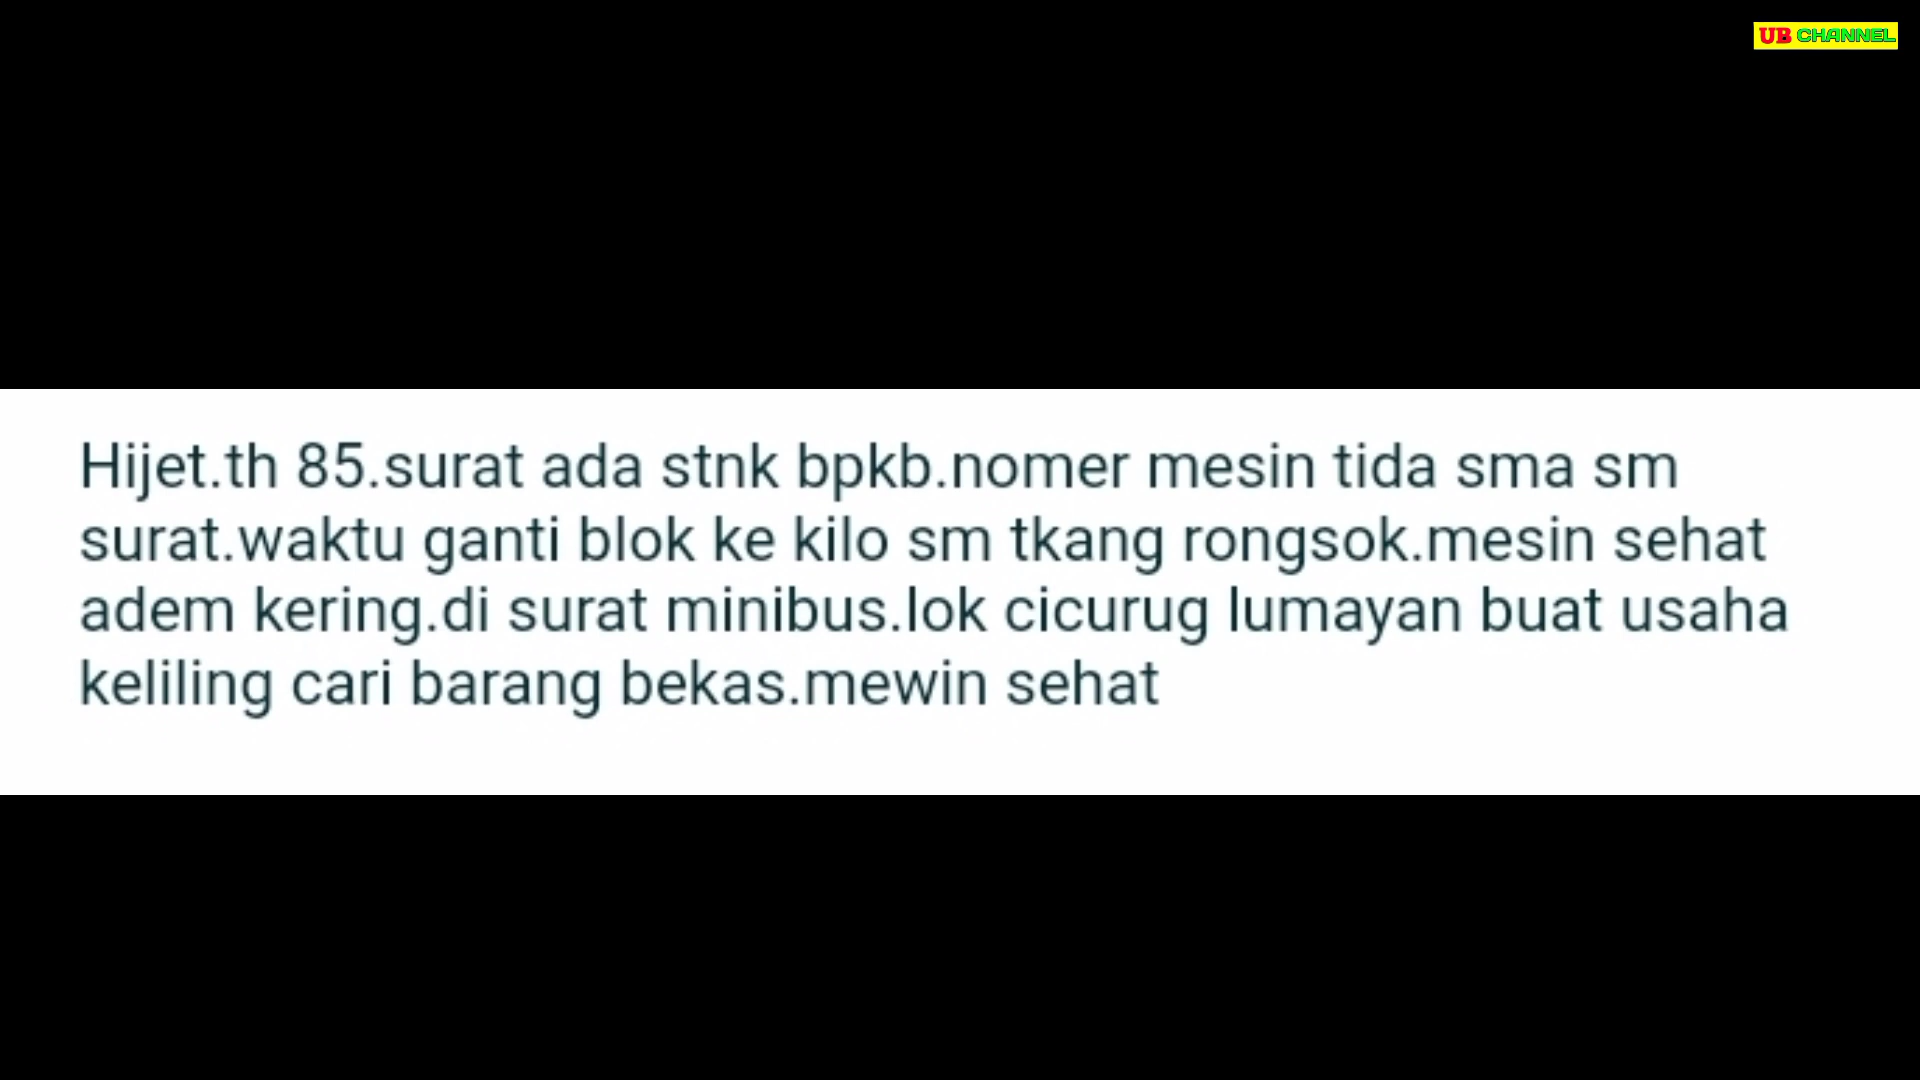 UB CHANNEL
Hijet.th 85.surat ada stnk bpkb.nomer mesin tida sma sm
surat.waktu ganti blok ke kilo sm tkang rongsok.mesin sehat
adem kering.di surat minibus.lok cicurug lumayan buat usaha
keliling cari barang bekas.mewin sehat